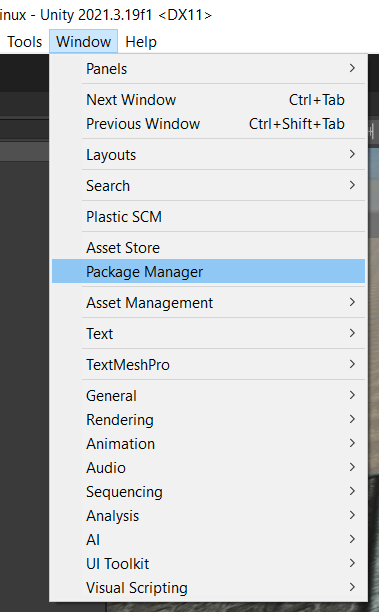 inux - Unity 2021.3.19f1 <DX11>
Tools Window Help
Panels
Next Window Ctrl+Tab
Previous Window Ctrl+Shift+Tab
Layouts
Search
Plastic SCM
Asset Store
Package Manager
Asset Management
Text
TextMeshPro
General
Rendering
Animation
Audio
Sequencing
Analysis
AI
UI Toolkit
Visual Scripting